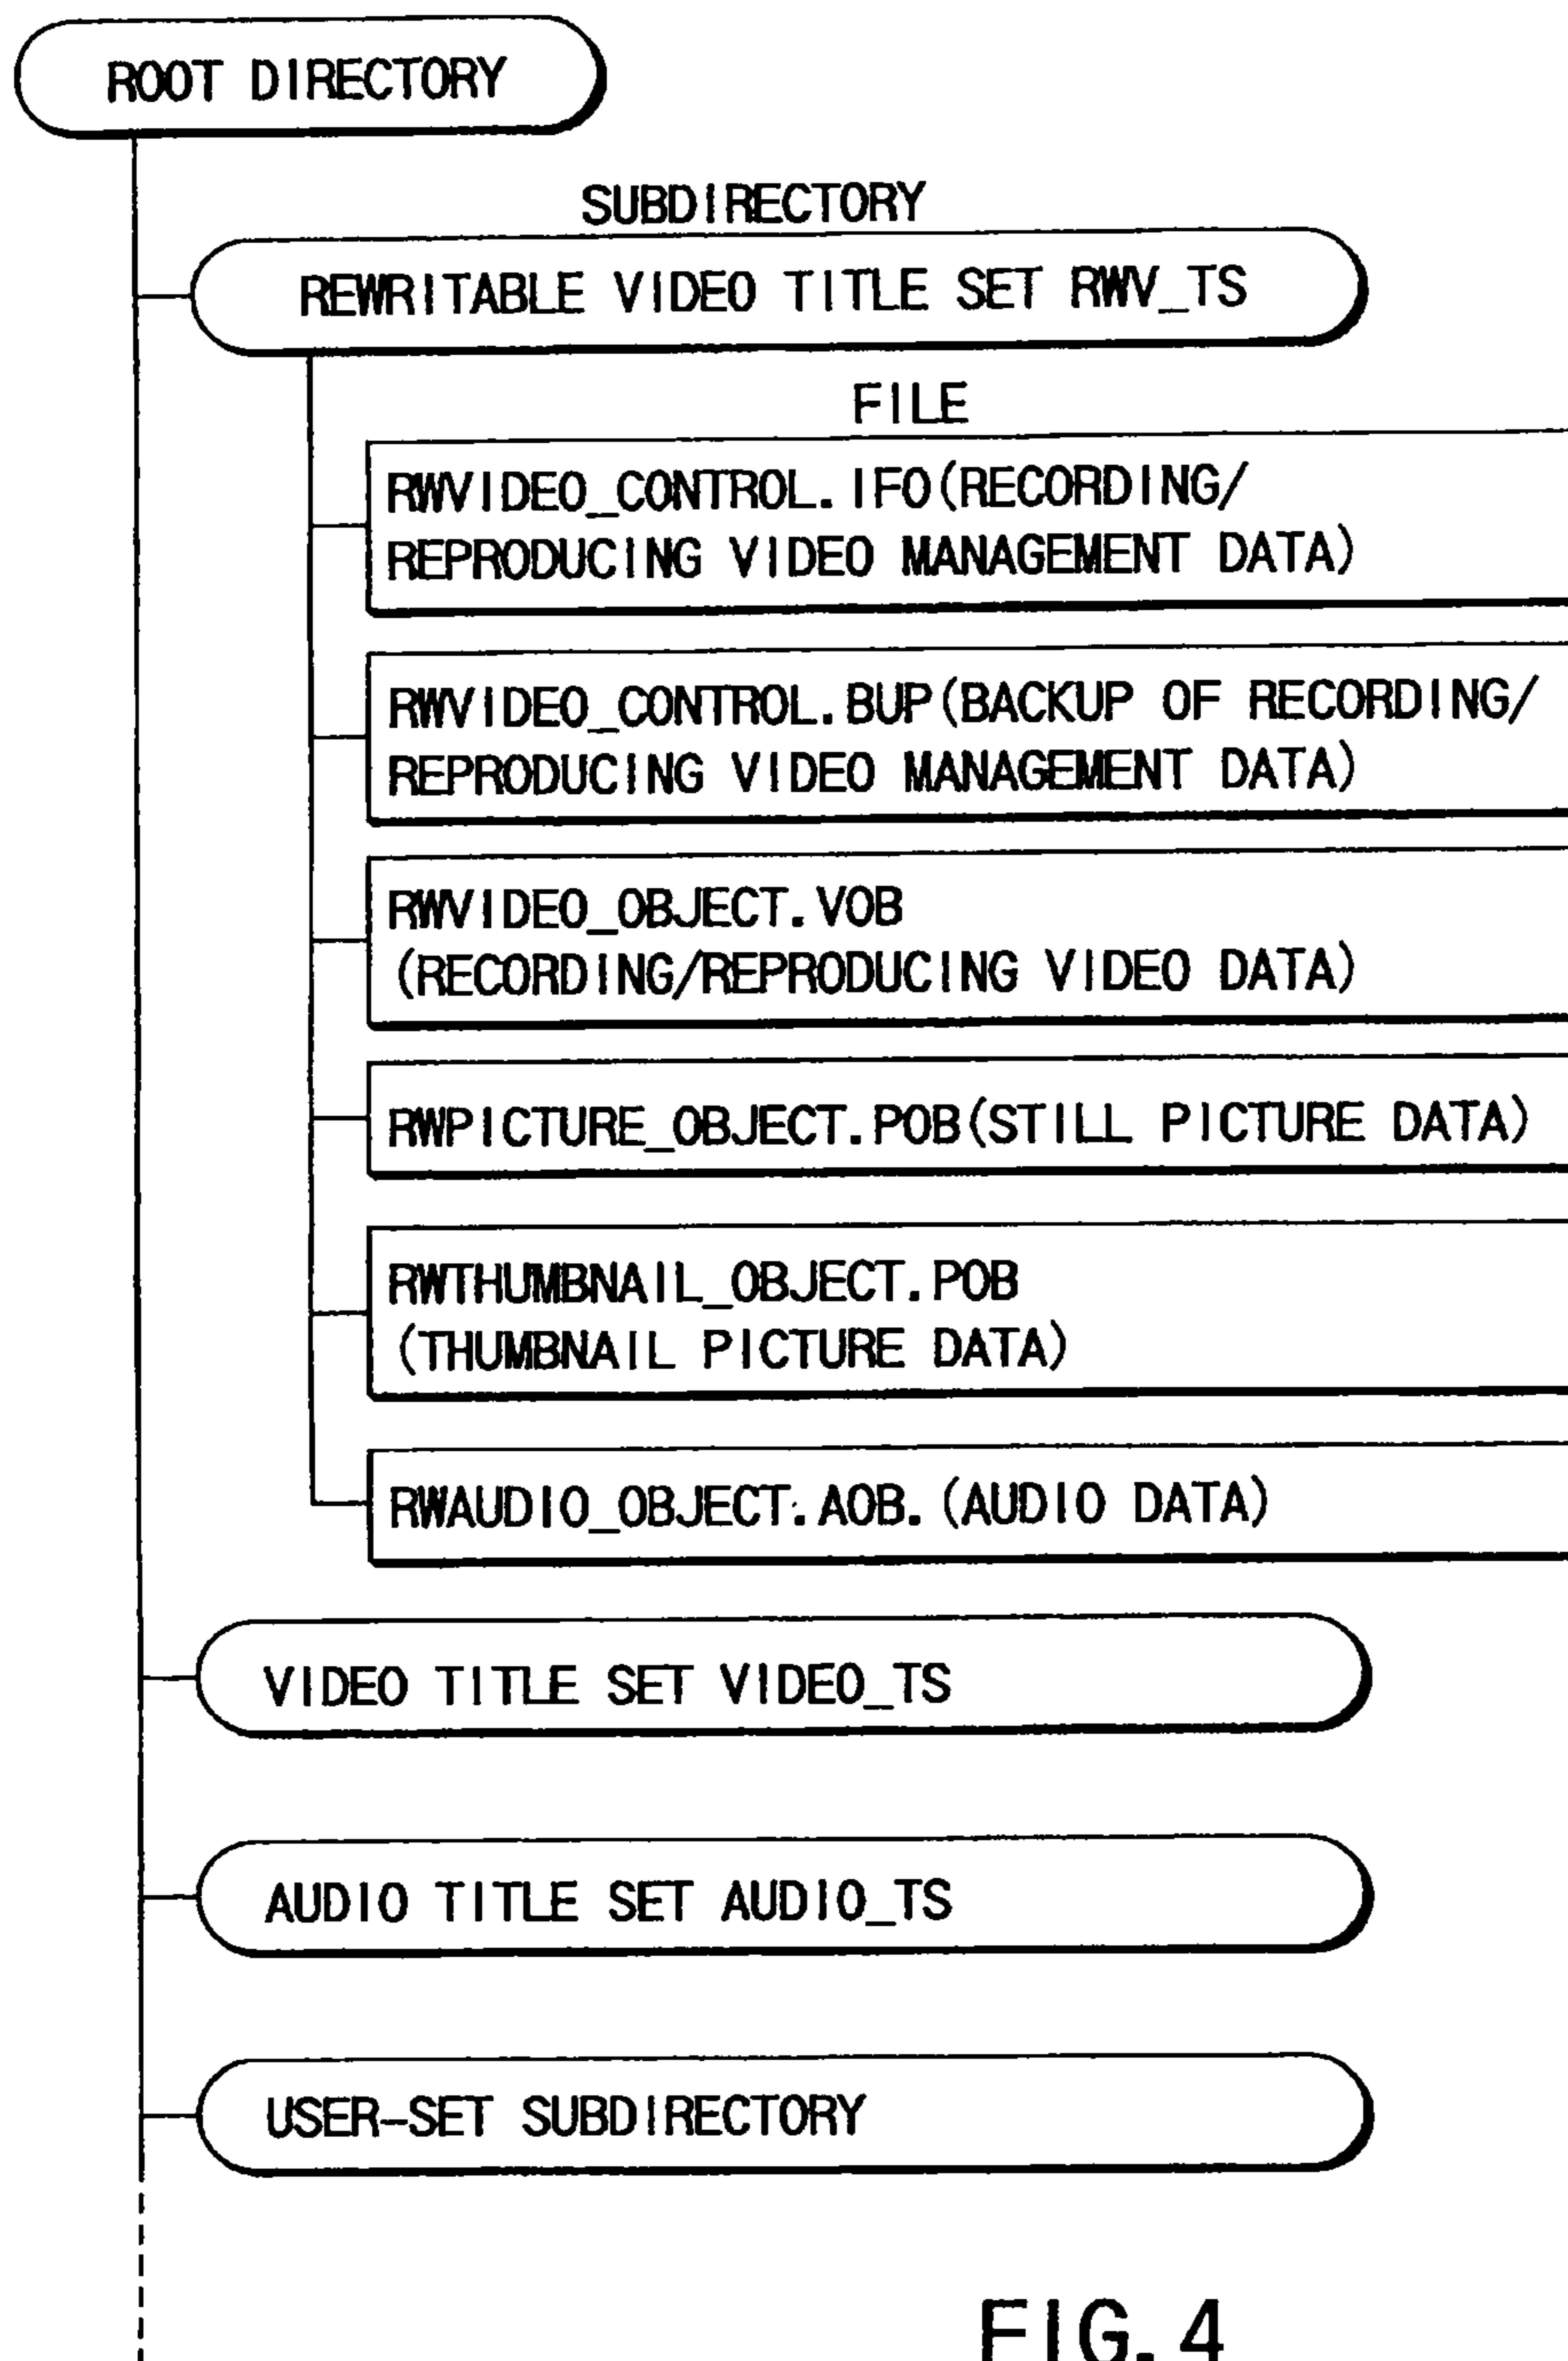 ROOT DIRECTORY
SUBDIRECTORY
REWRITABLE VIDEO TITLE SET RWV_TS
FILE
RWVIDEO_CONTROL.IFO(RECORDING/
REPRODUCING VIDEO MANAGEMENT DATA)
RWVIDEO_CONTROL.BUP(BACKUP OF RECORDING/
REPRODUCING VIDEO MANAGEMENT DATA)
RWVIDEO_OBJECT.VOB
(RECORDING/REPRODUCING VIDEO DATA)
RWPICTURE_OBJECT.POB(STILL PICTURE DATA)
RWTHUMBNAIL_OBJECT.POB
(THUMBNAIL PICTURE DATA)
RWAUDIO_OBJECT.AOB.(AUDIO DATA)
VIDEO TITLE SET VIDEO_TS
AUDIO TITLE SET AUDIO_TS
USER-SET SUBDIRECTORY
FIG.4